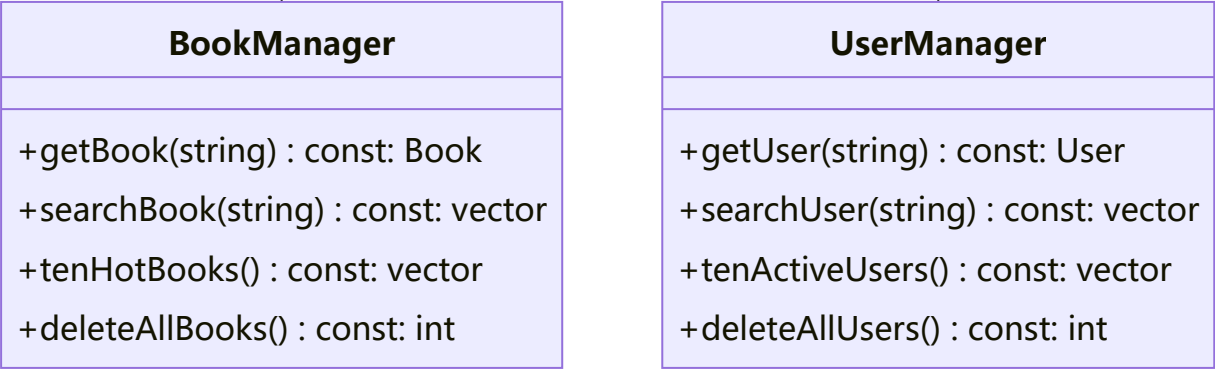 BookManager
+getBook(string) : const: Book
+searchBook(string) : const: vector
+tenHotBooks() : const: vector
+deleteAllBooks() : const: int
UserManager
+getUser(string) : const: User
+searchUser(string) : const: vector
+tenActiveUsers() : const: vector
+deleteAllUsers() : const: int